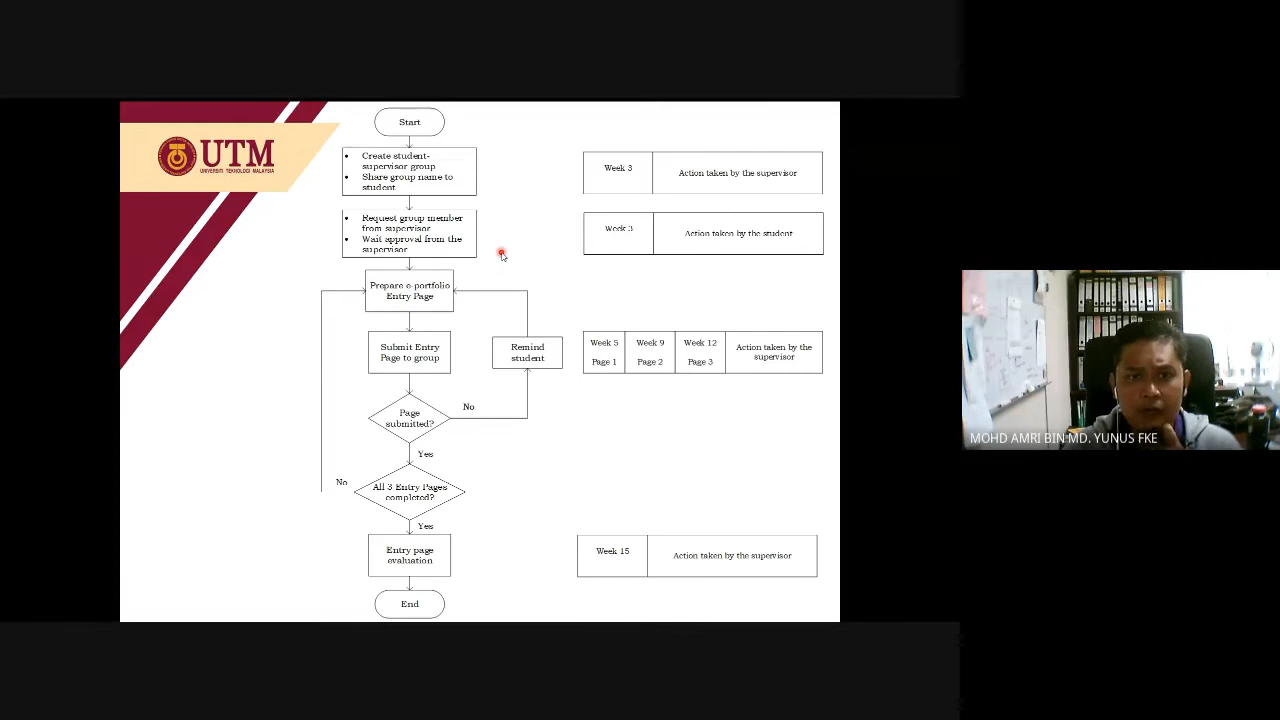 UTM
UNIVERSITI TEKNOLOGI MALAYSIA
Start
• Create student-
supervisor group
• Share group name to
student
Week 3
Action taken by the supervisor
• Request group member
from supervisor
• Wait approval from the
supervisor
Week 3
Action taken by the student
Prepare e-portfolio
Entry Page
Submit Entry
Page to group
Remind
student
Week 5
Page 1
Week 9
Page 2
Week 12
Page 3
Action taken by the
supervisor
Page
submitted?
No
Yes
All 3 Entry Pages
completed?
No
Yes
Entry page
evaluation
Week 15
Action taken by the supervisor
End
MOHD AMRI BIN MD. YUNUS FKE